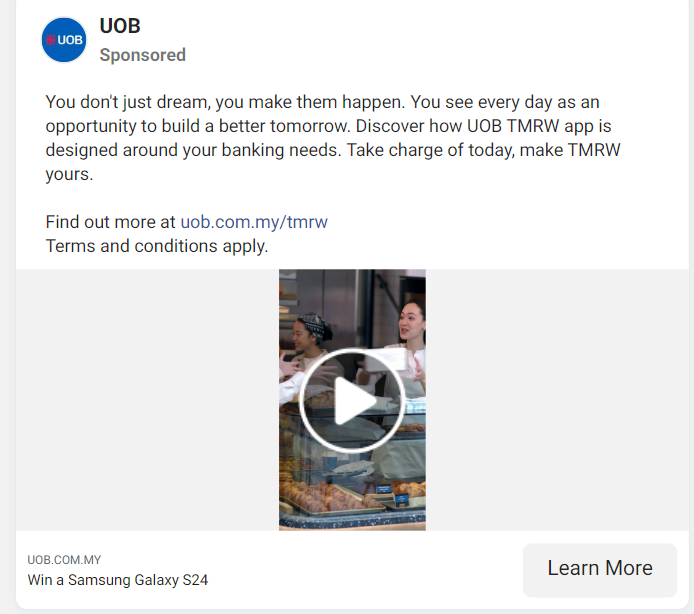 UOB
UOB
Sponsored
You don't just dream, you make them happen. You see every day as an
opportunity to build a better tomorrow. Discover how UOB TMRW app is
designed around your banking needs. Take charge of today, make TMRW
yours.
Find out more at uob.com.my/tmrw
Terms and conditions apply.
UOB.COM.MY
Win a Samsung Galaxy S24
Learn More